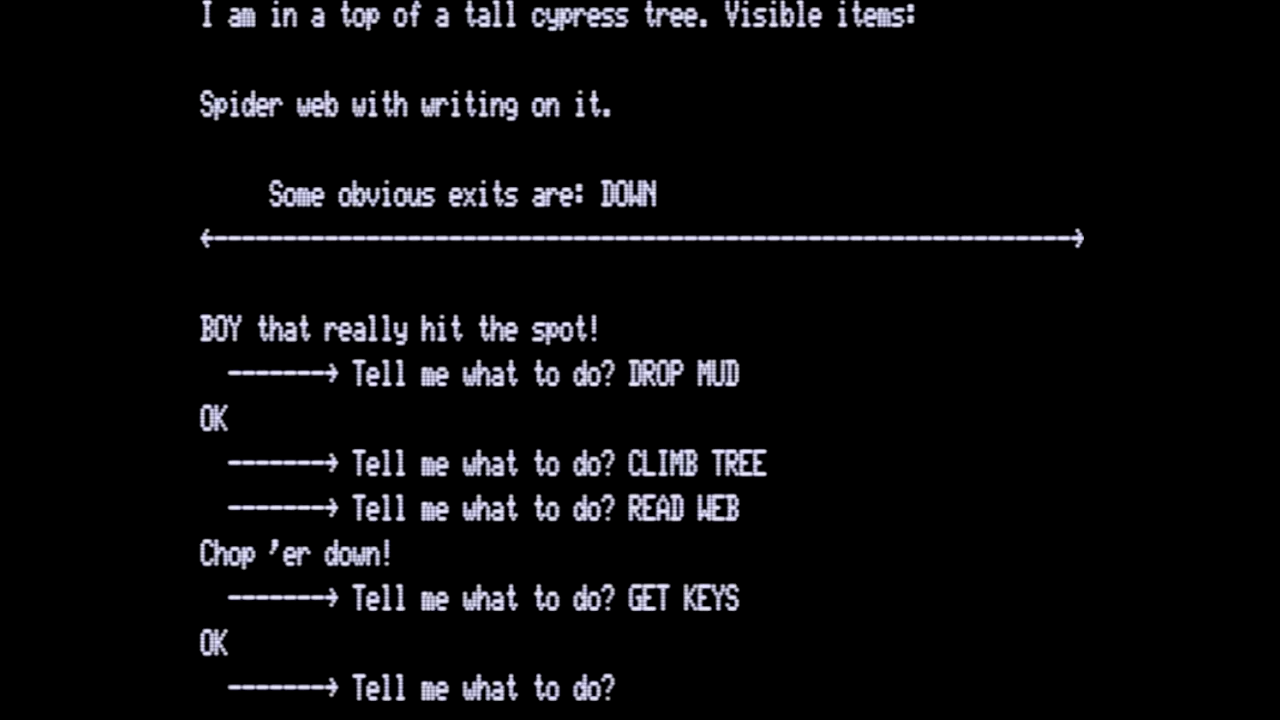 I am in a top of a tall cypress tree. Visible items:
Spider web with writing on it.
Some obvious exits are: DOWN
<--------------------------------------------------------------->
BOY that really hit the spot!
-------> Tell me what to do? DROP MUD
OK
-------> Tell me what to do? CLIMB TREE
-------> Tell me what to do? READ WEB
Chop 'er down!
-------> Tell me what to do? GET KEYS
OK
-------> Tell me what to do?